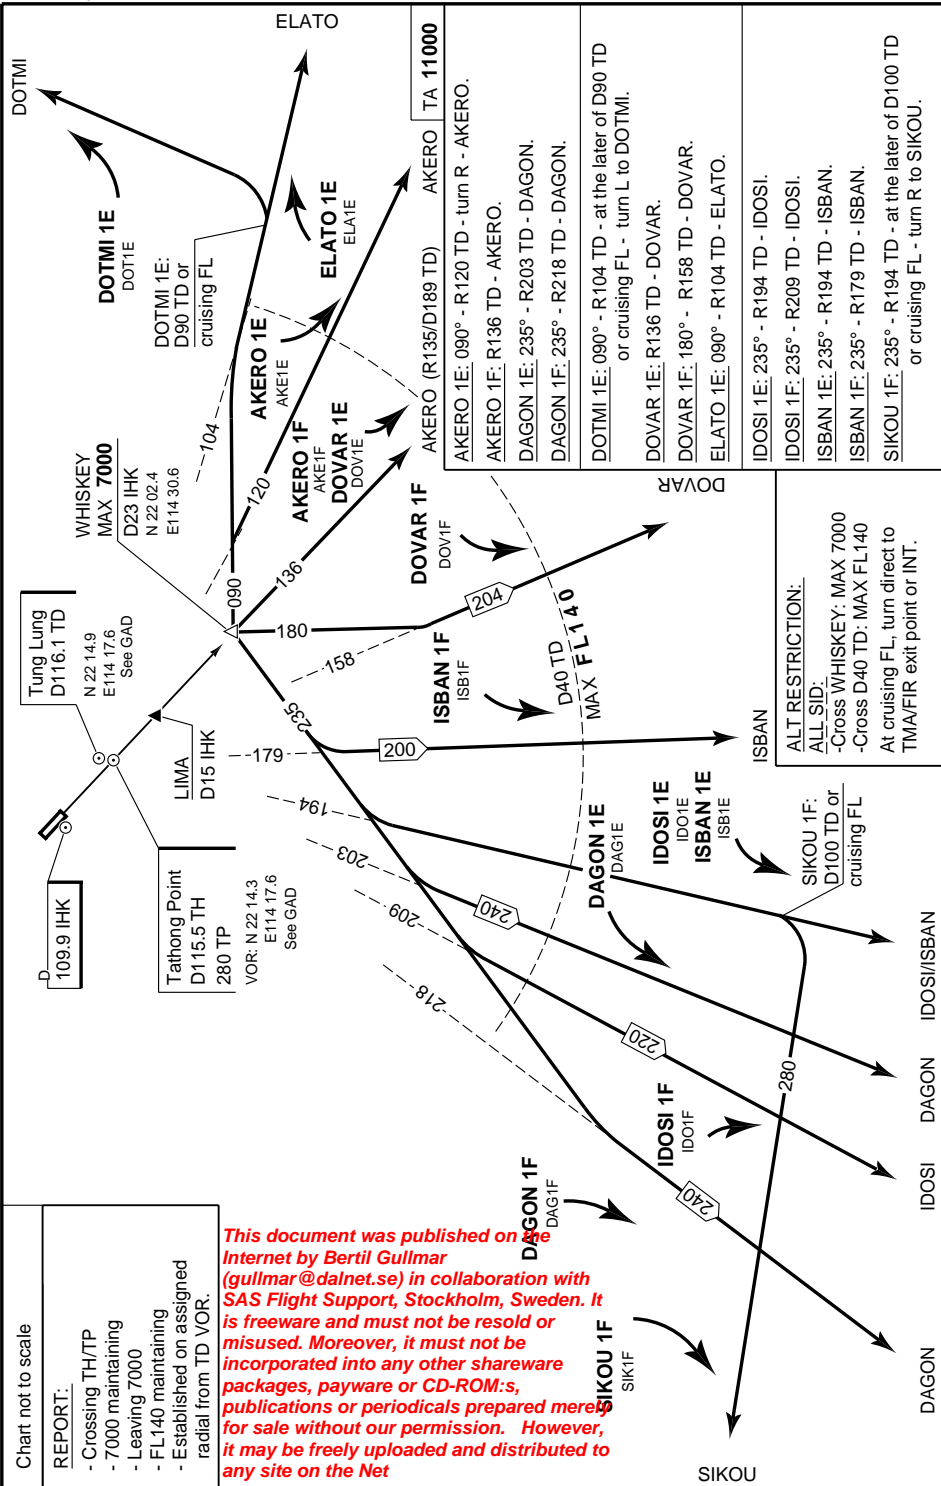 Chart not to scale
REPORT:
- Crossing TH/TP
- 7000 maintaining
- Leaving 7000
- FL140 maintaining
- Established on assigned
radial from TD VOR.
D
109.9 IHK
Tathong Point
D115.5 TH
280 TP
VOR: N 22 14.3
E114 17.6
See GAD
Tung Lung
D116.1 TD
N 22 14.9
E114 17.6
See GAD
LIMA
D15 IHK
WHISKEY
MAX 7000
D23 IHK
N 22 02.4
E114 30.6
DOTMI
DOTMI 1E
DOT1E
DOTMI 1E:
D90 TD or
cruising FL
ELATO
ELATO 1E
ELA1E
104
090
AKERO 1E
AKE1E
120
AKERO
AKERO 1F
AKE1F
DOVAR 1E
DOV1E
136
AKERO (R135/D189 TD)
180
158
204
DOVAR 1F
DOV1F
DOVAR
ISBAN 1F
ISB1F
D40 TD
MAX FL140
235
179
200
ISBAN
194
203
209
218
240
220
240
280
DAGON 1E
DAG1E
IDOSI 1E
IDO1E
ISBAN 1E
ISB1E
SIKOU 1F:
D100 TD or
cruising FL
IDOSI/ISBAN
DAGON
IDOSI 1F
IDO1F
IDOSI
DAGON 1F
DAG1F
DAGON
SIKOU 1F
SIK1F
SIKOU
TA 11000
AKERO 1E: 090° - R120 TD - turn R - AKERO.
AKERO 1F: R136 TD - AKERO.
DAGON 1E: 235° - R203 TD - DAGON.
DAGON 1F: 235° - R218 TD - DAGON.
DOTMI 1E: 090° - R104 TD - at the later of D90 TD
or cruising FL - turn L to DOTMI.
DOVAR 1E: R136 TD - DOVAR.
DOVAR 1F: 180° - R158 TD - DOVAR.
ELATO 1E: 090° - R104 TD - ELATO.
IDOSI 1E: 235° - R194 TD - IDOSI.
IDOSI 1F: 235° - R209 TD - IDOSI.
ISBAN 1E: 235° - R194 TD - ISBAN.
ISBAN 1F: 235° - R179 TD - ISBAN.
SIKOU 1F: 235° - R194 TD - at the later of D100 TD
or cruising FL - turn R to SIKOU.
ALT RESTRICTION:
ALL SID:
-Cross WHISKEY: MAX 7000
-Cross D40 TD: MAX FL140
At cruising FL, turn direct to
TMA/FIR exit point or INT.
This document was published on the
Internet by Bertil Gullmar
(gullmar@dalnet.se) in collaboration with
SAS Flight Support, Stockholm, Sweden. It
is freeware and must not be resold or
misused. Moreover, it must not be
incorporated into any other shareware
packages, payware or CD-ROM:s,
publications or periodicals prepared merely
for sale without our permission. However,
it may be freely uploaded and distributed to
any site on the Net